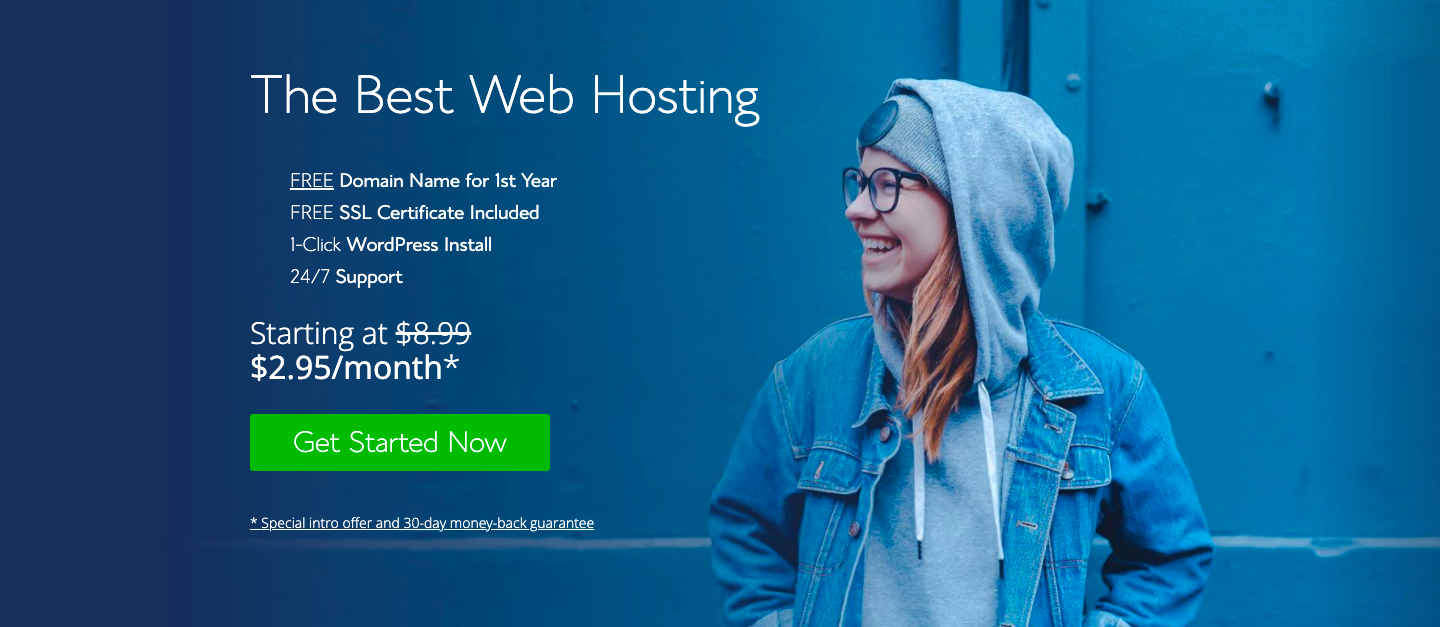 The Best Web Hosting
FREE Domain Name for 1st Year
FREE SSL Certificate Included
1-Click WordPress Install
24/7 Support
Starting at $8.99
$2.95/month*
Get Started Now
* Special intro offer and 30-day money-back guarantee